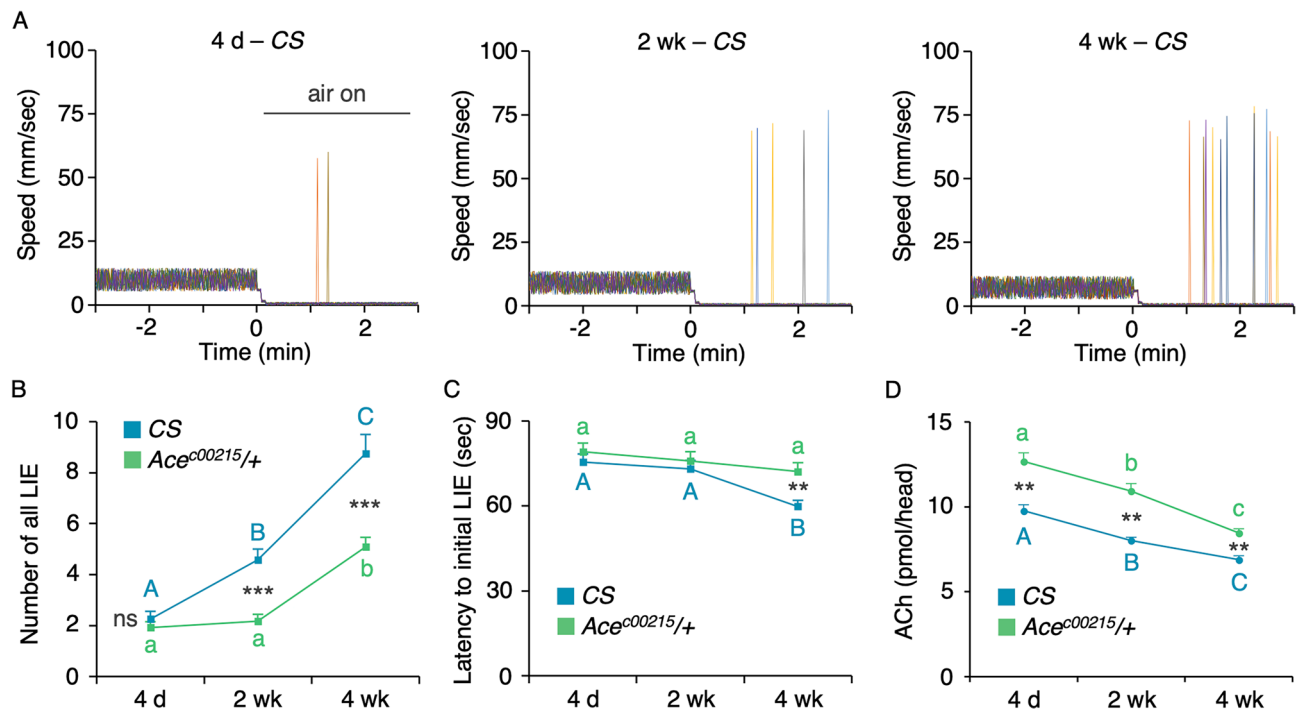 A
4 d – CS
2 wk – CS
4 wk – CS
100
75
50
25
0
Speed (mm/sec)
air on
-2
0
2
Time (min)
100
75
50
25
0
Speed (mm/sec)
-2
0
2
Time (min)
100
75
50
25
0
Speed (mm/sec)
-2
0
2
Time (min)
B
10
8
6
4
2
0
Number of all LIE
CS
Ace^c00215/+
A
B
C
ns
***
***
a
a
b
4 d
2 wk
4 wk
C
90
60
30
0
Latency to initial LIE (sec)
a
a
a
A
A
**
B
CS
Ace^c00215/+
4 d
2 wk
4 wk
D
15
10
5
0
ACh (pmol/head)
a
b
c
**
**
**
A
B
C
CS
Ace^c00215/+
4 d
2 wk
4 wk